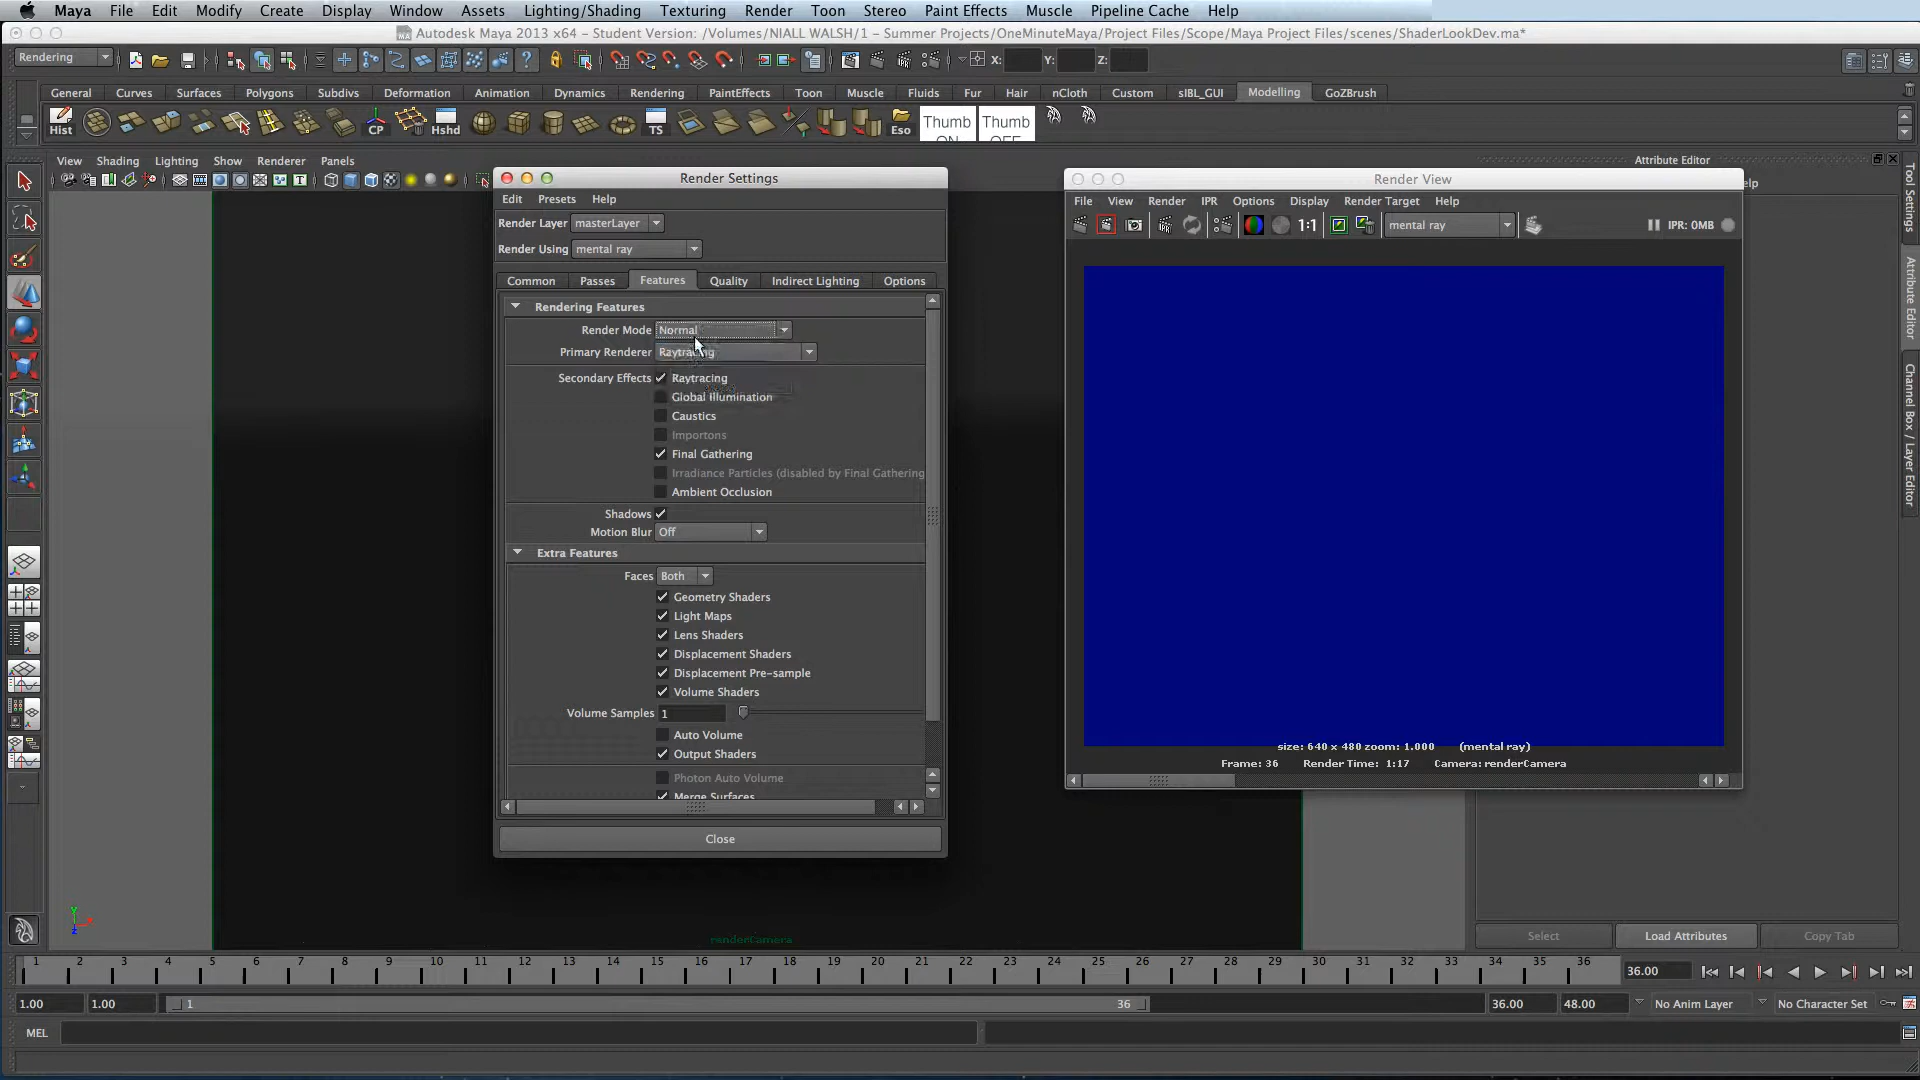 Maya File Edit Modify Create Display Window Assets Lighting/Shading Texturing Render Toon Stereo Paint Effects Muscle Pipeline Cache Help
Autodesk Maya 2013 x64 – Student Version: /Volumes/NIALL WALSH/1 – Summer Projects/OneMinuteMaya/Project Files/Scope/Maya Project Files/scenes/ShaderLookDev.ma*
Rendering X: Y: Z:
General Curves Surfaces Polygons Subdivs Deformation Animation Dynamics Rendering PaintEffects Toon Muscle Fluids Fur Hair nCloth Custom sIBL_GUI Modelling GoZBrush
Hist CP Hshd TS Eso Thumb ON Thumb OFF
View Shading Lighting Show Renderer Panels
Attribute Editor
elp
Tool Settings
Attribute Editor
Channel Box / Layer Editor
Render Settings
Edit Presets Help
Render Layer masterLayer
Render Using mental ray
Common Passes Features Quality Indirect Lighting Options
Rendering Features
Render Mode Normal
Primary Renderer Raytracing
Secondary Effects Raytracing
Global Illumination
Caustics
Importons
Final Gathering
Irradiance Particles (disabled by Final Gathering
Ambient Occlusion
Shadows
Motion Blur Off
Extra Features
Faces Both
Geometry Shaders
Light Maps
Lens Shaders
Displacement Shaders
Displacement Pre-sample
Volume Shaders
Volume Samples 1
Auto Volume
Output Shaders
Photon Auto Volume
Merge Surfaces
Close
Render View
File View Render IPR Options Display Render Target Help
1:1 mental ray IPR: 0MB
size: 640 x 480 zoom: 1.000 (mental ray)
Frame: 36 Render Time: 1:17 Camera: renderCamera
y
z
renderCamera
Select Load Attributes Copy Tab
1 2 3 4 5 6 7 8 9 10 11 12 13 14 15 16 17 18 19 20 21 22 23 24 25 26 27 28 29 30 31 32 33 34 35 36 36.00
1.00 1.00 1 36 36.00 48.00 No Anim Layer No Character Set
MEL